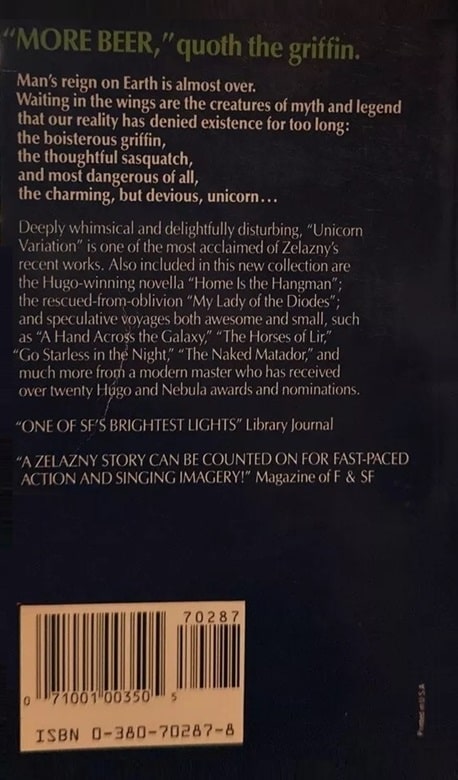 "MORE BEER," quoth the griffin.
Man's reign on Earth is almost over.
Waiting in the wings are the creatures of myth and legend
that our reality has denied existence for too long:
the boisterous griffin,
the thoughtful sasquatch,
and most dangerous of all,
the charming, but devious, unicorn...
Deeply whimsical and delightfully disturbing, "Unicorn
Variation" is one of the most acclaimed of Zelazny's
recent works. Also included in this new collection are
the Hugo-winning novella "Home Is the Hangman";
the rescued-from-oblivion "My Lady of the Diodes";
and speculative voyages both awesome and small, such
as "A Hand Across the Galaxy," "The Horses of Lir,"
"Go Starless in the Night," "The Naked Matador," and
much more from a modern master who has received
over twenty Hugo and Nebula awards and nominations.
"ONE OF SF'S BRIGHTEST LIGHTS" Library Journal
"A ZELAZNY STORY CAN BE COUNTED ON FOR FAST-PACED
ACTION AND SINGING IMAGERY!" Magazine of F & SF
70287
0 71001 00350 5
ISBN 0-380-70287-8
Printed in U.S.A.